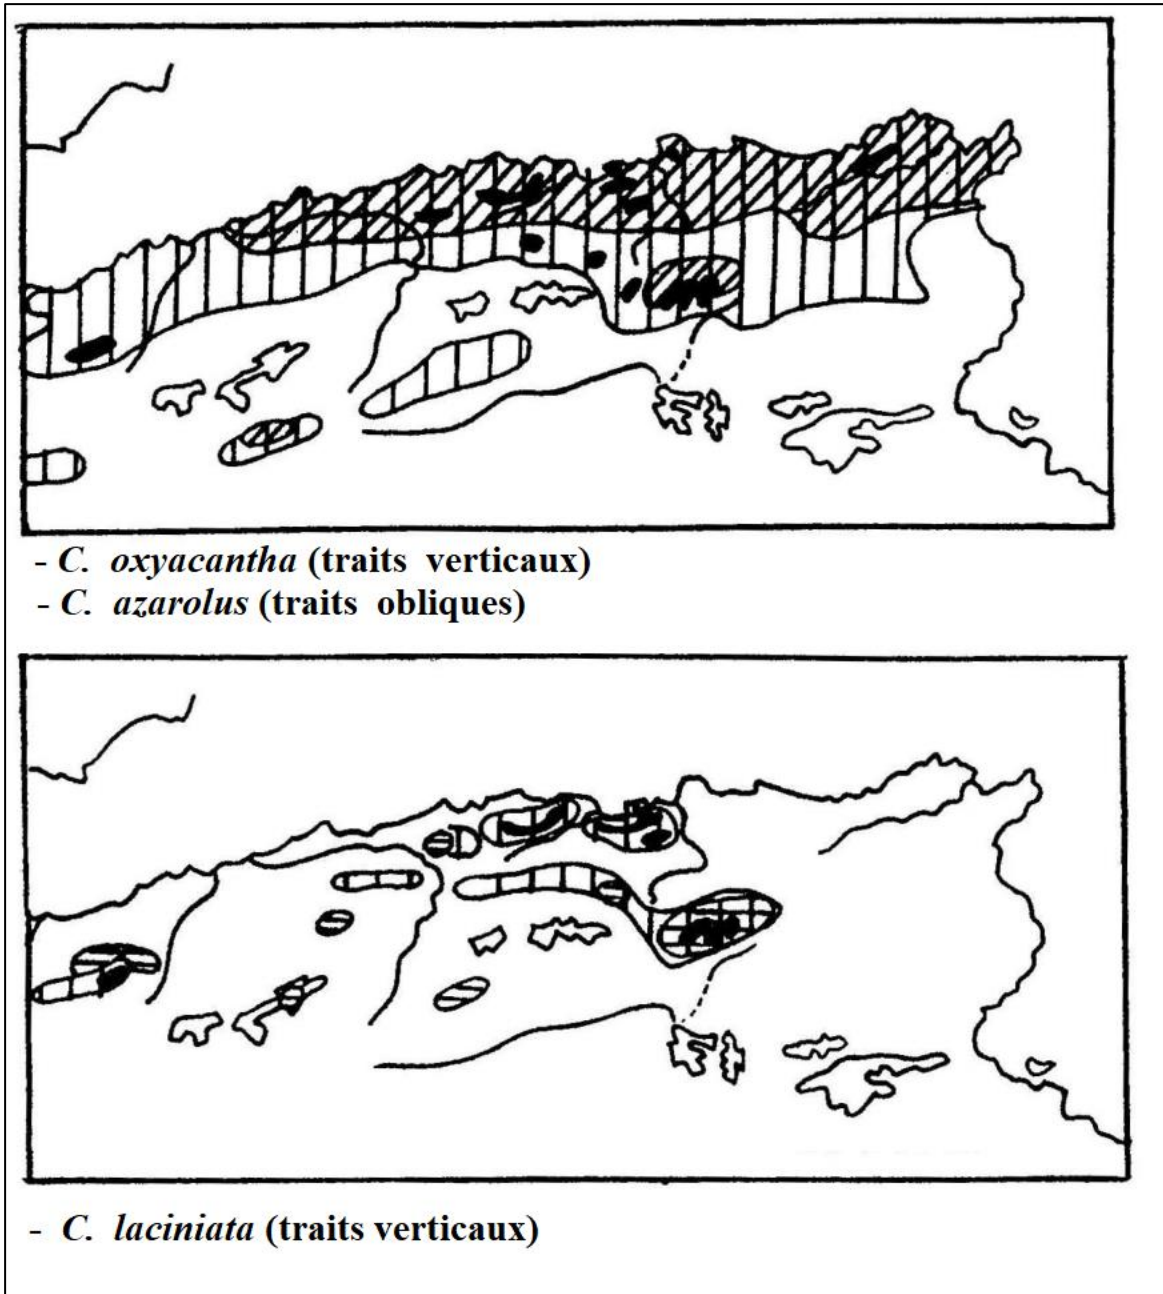 - C. oxyacantha (traits verticaux)
- C. azarolus (traits obliques)
- C. laciniata (traits verticaux)